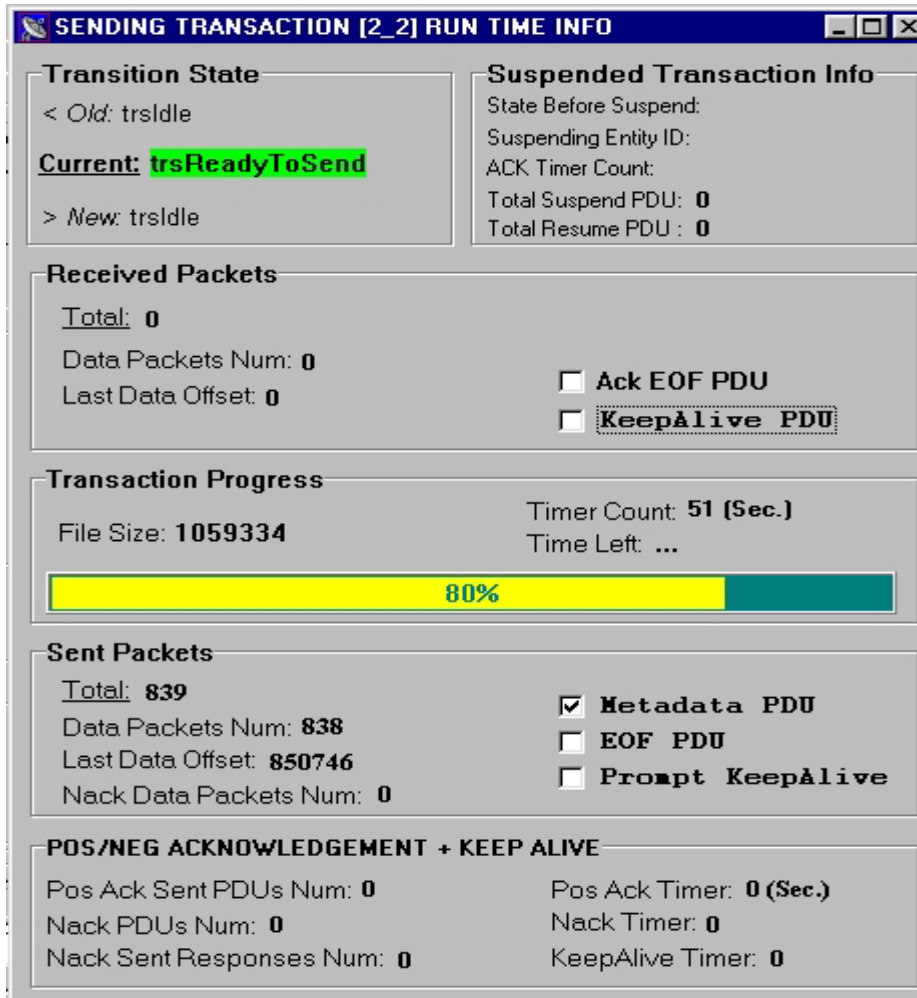 SENDING TRANSACTION [2_2] RUN TIME INFO
Transition State
< Old: trsIdle
Current: trsReadyToSend
> New: trsIdle
Suspended Transaction Info
State Before Suspend:
Suspending Entity ID:
ACK Timer Count:
Total Suspend PDU: 0
Total Resume PDU : 0
Received Packets
Total: 0
Data Packets Num: 0
Last Data Offset: 0
Ack EOF PDU
KeepAlive PDU
Transaction Progress
File Size: 1059334
Timer Count: 51 (Sec.)
Time Left: ...
80%
Sent Packets
Total: 839
Data Packets Num: 838
Last Data Offset: 850746
Nack Data Packets Num: 0
Metadata PDU
EOF PDU
Prompt KeepAlive
POS/NEG ACKNOWLEDGEMENT + KEEP ALIVE
Pos Ack Sent PDUs Num: 0
Nack PDUs Num: 0
Nack Sent Responses Num: 0
Pos Ack Timer: 0 (Sec.)
Nack Timer: 0
KeepAlive Timer: 0